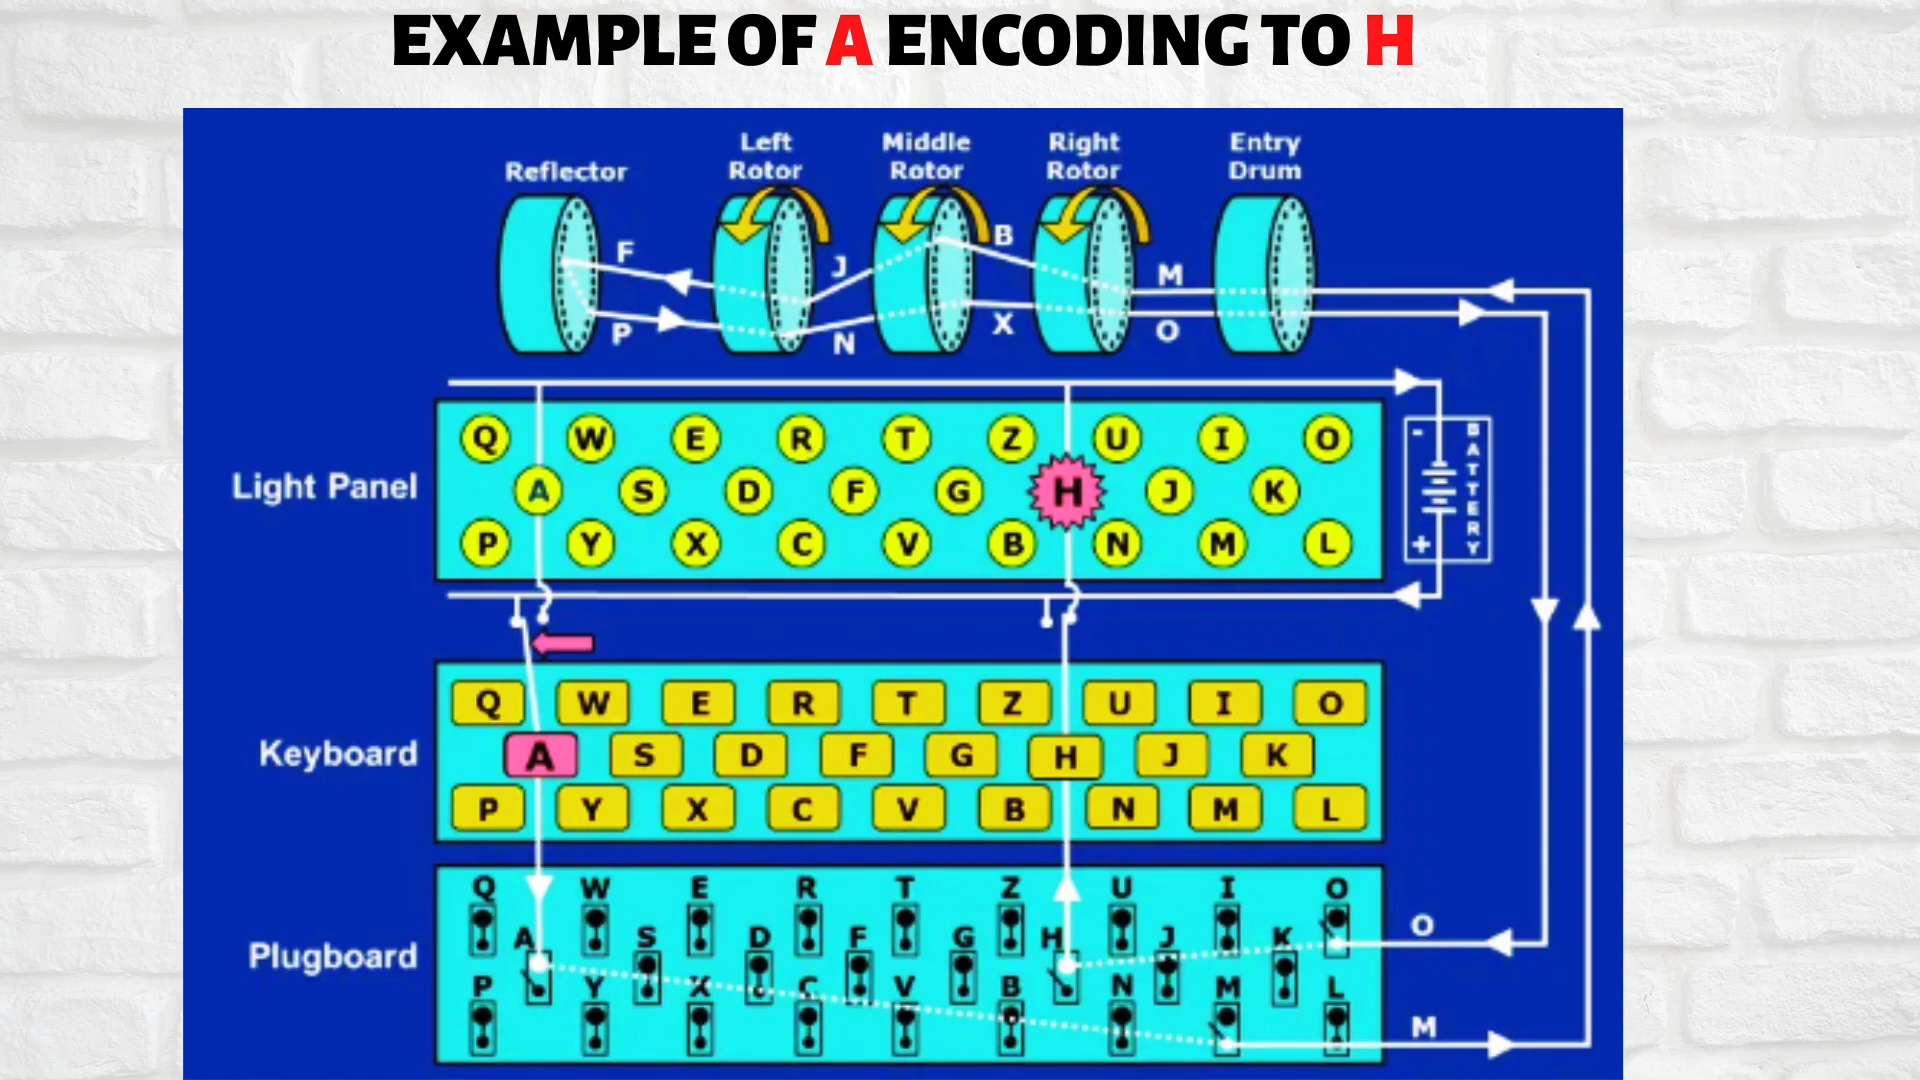 EXAMPLE OF A ENCODING TO H
Reflector
Left
Rotor
Middle
Rotor
Right
Rotor
Entry
Drum
F
J
B
M
P
N
X
O
Light Panel
Q W E R T Z U I O
A S D F G H J K
P Y X C V B N M L
-
+
BATTERY
Keyboard
Q W E R T Z U I O
A S D F G H J K
P Y X C V B N M L
Plugboard
Q W E R T Z U I O
A S D F G H J K
P Y X C V B N M L
O
M